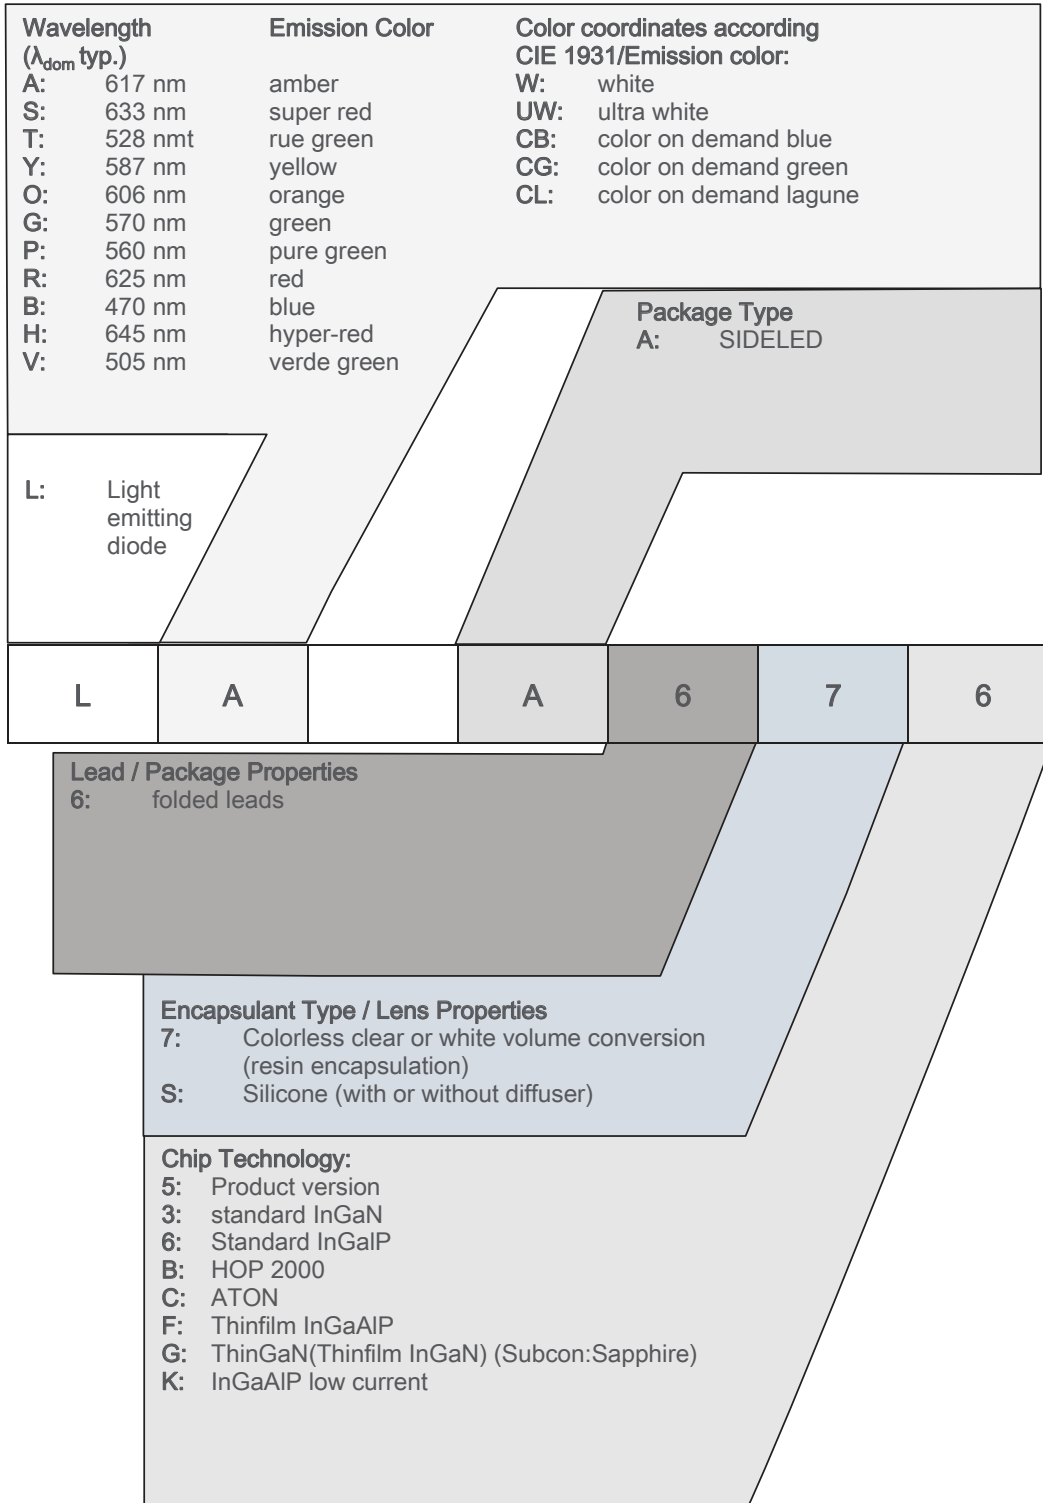 Wavelength Emission Color Color coordinates according
(λdom typ.) CIE 1931/Emission color:
A: 617 nm amber W: white
S: 633 nm super red UW: ultra white
T: 528 nmt rue green CB: color on demand blue
Y: 587 nm yellow CG: color on demand green
O: 606 nm orange CL: color on demand lagune
G: 570 nm green
P: 560 nm pure green
R: 625 nm red
B: 470 nm blue
H: 645 nm hyper-red
V: 505 nm verde green
Package Type
A: SIDELED
L: Light
emitting
diode
L A A 6 7 6
Lead / Package Properties
6: folded leads
Encapsulant Type / Lens Properties
7: Colorless clear or white volume conversion
(resin encapsulation)
S: Silicone (with or without diffuser)
Chip Technology:
5: Product version
3: standard InGaN
6: Standard InGalP
B: HOP 2000
C: ATON
F: Thinfilm InGaAlP
G: ThinGaN(Thinfilm InGaN) (Subcon:Sapphire)
K: InGaAlP low current